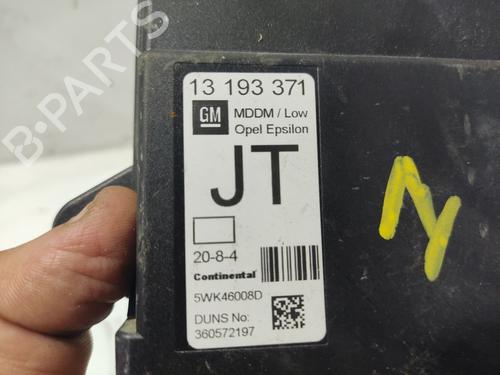 13 193 371
GM
MDDM / Low
Opel Epsilon
JT
20-8-4
Continental
5WK46008D
DUNS No:
360572197
N
B-Parts